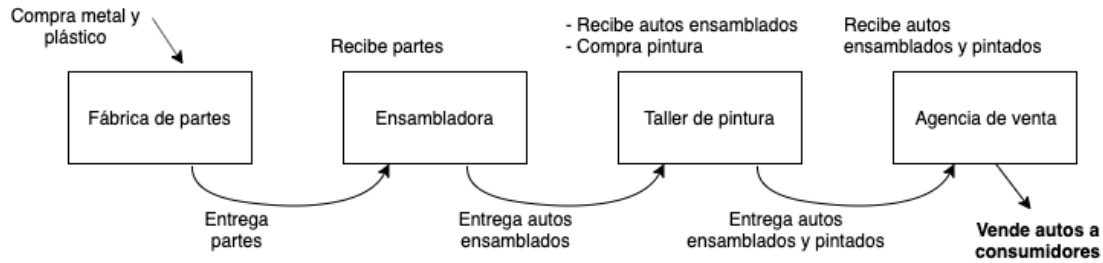 Compra metal y
plástico
Recibe partes
- Recibe autos ensamblados
- Compra pintura
Recibe autos
ensamblados y pintados
Fábrica de partes
Ensambladora
Taller de pintura
Agencia de venta
Entrega
partes
Entrega autos
ensamblados
Entrega autos
ensamblados y pintados
Vende autos a
consumidores